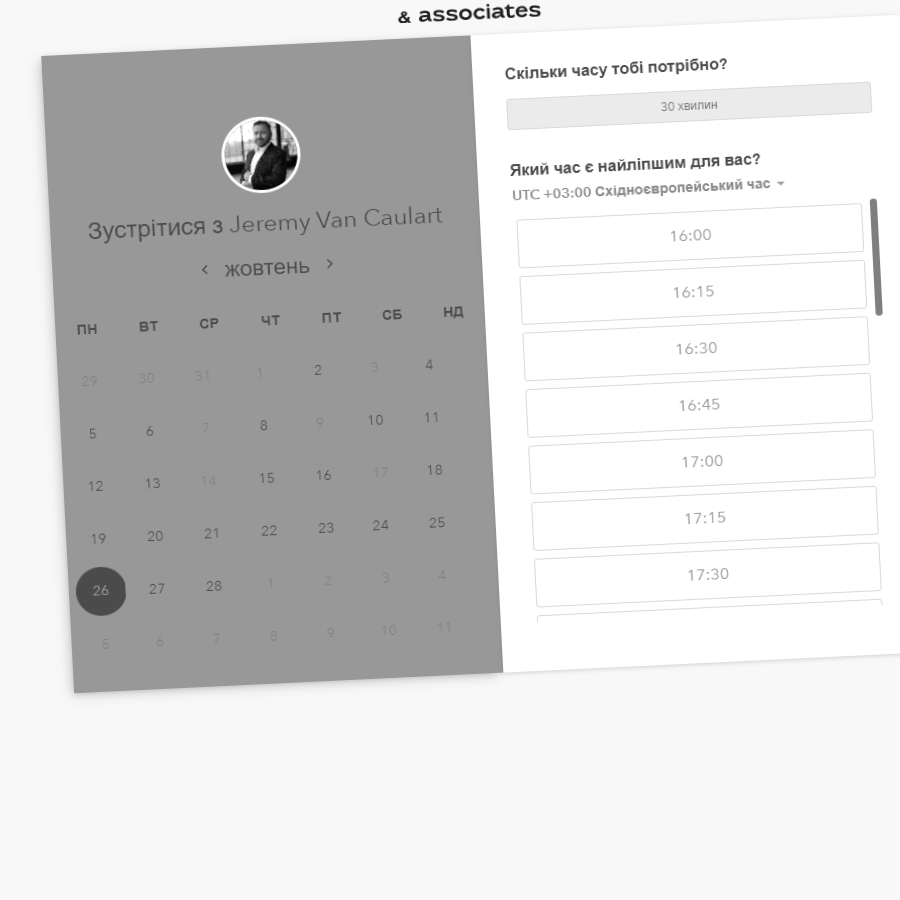 & associates
Зустрітися з Jeremy Van Caulart
жовтень
ПН ВТ СР ЧТ ПТ СБ НД
29 30 31 1 2 3 4
5 6 7 8 9 10 11
12 13 14 15 16 17 18
19 20 21 22 23 24 25
26 27 28 1 2 3 4
5 6 7 8 9 10 11
Скільки часу тобі потрібно?
30 хвилин
Який час є найліпшим для вас?
UTC +03:00 Східноєвропейський час
16:00
16:15
16:30
16:45
17:00
17:15
17:30